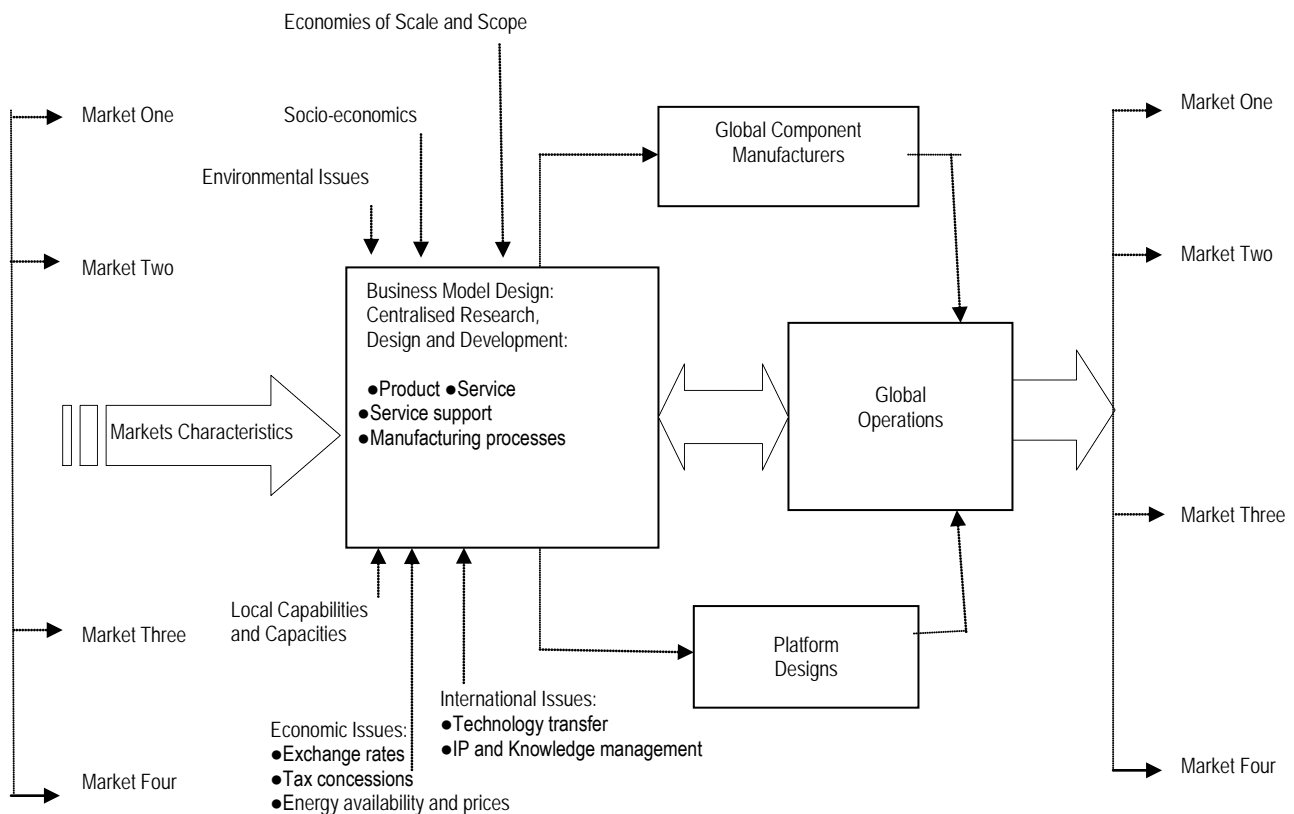 Economies of Scale and Scope
Market One
Socio-economics
Environmental Issues
Market Two
Markets Characteristics
Market Three
Market Four
Business Model Design:
Centralised Research,
Design and Development:
●Product ●Service
●Service support
●Manufacturing processes
Local Capabilities
and Capacities
Economic Issues:
●Exchange rates
●Tax concessions
●Energy availability and prices
International Issues:
●Technology transfer
●IP and Knowledge management
Global Component
Manufacturers
Global
Operations
Platform
Designs
Market One
Market Two
Market Three
Market Four